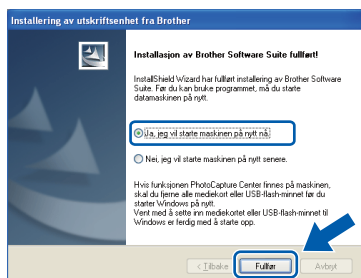 Installering av utskriftsenhet fra Brother
Installasjon av Brother Software Suite fullført!
InstallShield Wizard har fullført installering av Brother Software
Suite. Før du kan bruke programmet, må du starte
datamaskinen på nytt.
Ja, jeg vil starte maskinen på nytt nå.
Nei, jeg vil starte maskinen på nytt senere.
Hvis funksjonen PhotoCapture Center finnes på maskinen,
skal du fjerne alle mediekort eller USB-flash-minnet før du
starter Windows på nytt.
Vent med å sette inn mediekortet eller USB-flash-minnet til
Windows er ferdig med å starte opp.
< Tilbake
Fullfør
Avbryt